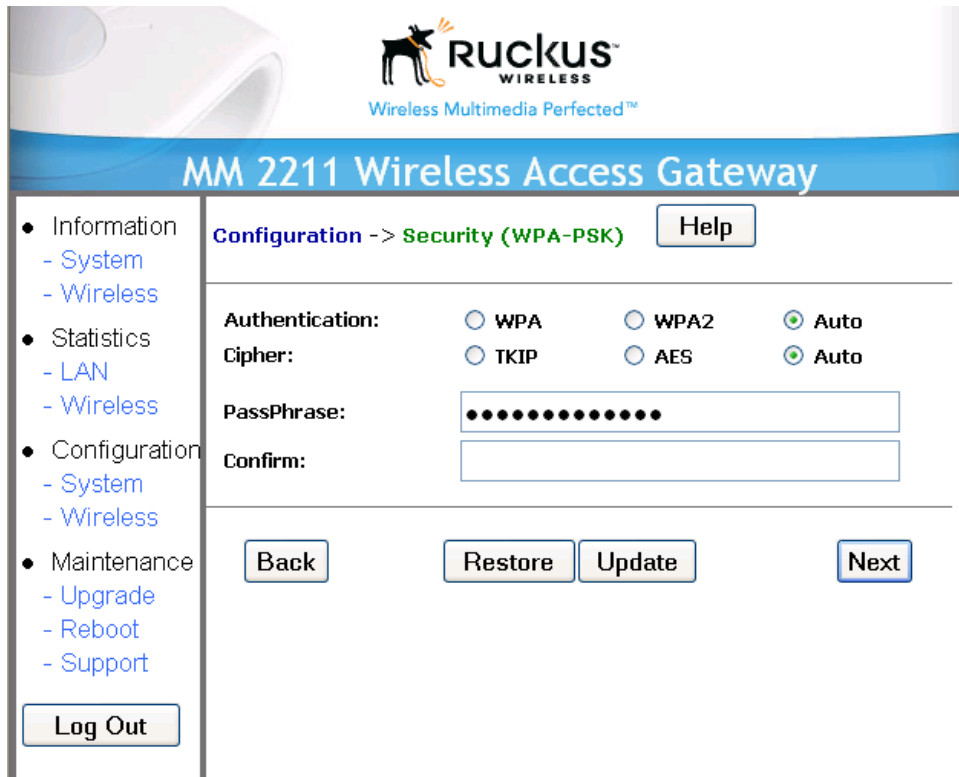 RUCKUS™
WIRELESS
Wireless Multimedia Perfected™
MM 2211 Wireless Access Gateway
● Information
- System
- Wireless
● Statistics
- LAN
- Wireless
● Configuration
- System
- Wireless
● Maintenance
- Upgrade
- Reboot
- Support
Log Out
Configuration -> Security (WPA-PSK) Help
Authentication: WPA WPA2 Auto
Cipher: TKIP AES Auto
PassPhrase: ●●●●●●●●●●●●●
Confirm:
Back Restore Update Next